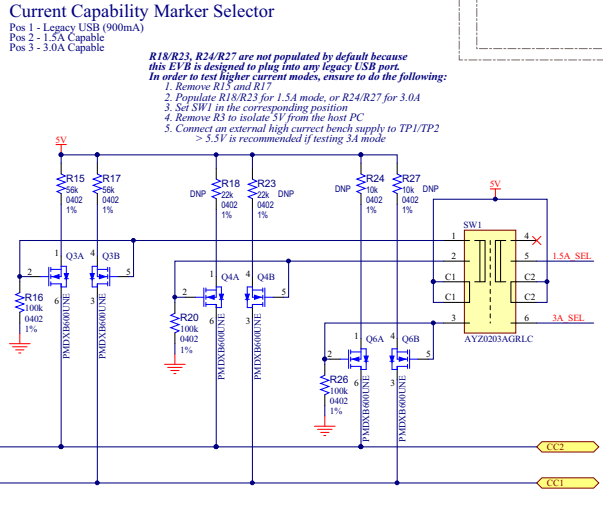 Current Capability Marker Selector
Pos 1 - Legacy USB (900mA)
Pos 2 - 1.5A Capable
Pos 3 - 3.0A Capable
R18/R23, R24/R27 are not populated by default because
this EVB is designed to plug into any legacy USB port.
In order to test higher current modes, ensure to do the following:
1. Remove R15 and R17
2. Populate R18/R23 for 1.5A mode, or R24/R27 for 3.0A
3. Set SW1 in the corresponding position
4. Remove R3 to isolate 5V from the host PC
5. Connect an external high currect bench supply to TP1/TP2
> 5.5V is recommended if testing 3A mode
5V
R15
56k
0402
1%
R17
56k
0402
1%
DNP
R18
22k
0402
1%
R23
22k
0402
1%
DNP
DNP
R24
10k
0402
1%
R27
10k
0402
1%
DNP
5V
SW1
1
2
C1
C1
3
4
5
C2
C2
6
AYZ0203AGRLC
1.5A_SEL
3A_SEL
1
Q3A
2
6
PMDXB600UNE
4
Q3B
5
3
PMDXB600UNE
R16
100k
0402
1%
1
Q4A
2
6
PMDXB600UNE
4
Q4B
5
3
PMDXB600UNE
R20
100k
0402
1%
1
Q6A
2
6
PMDXB600UNE
4
Q6B
5
3
PMDXB600UNE
R26
100k
0402
1%
CC2
CC1